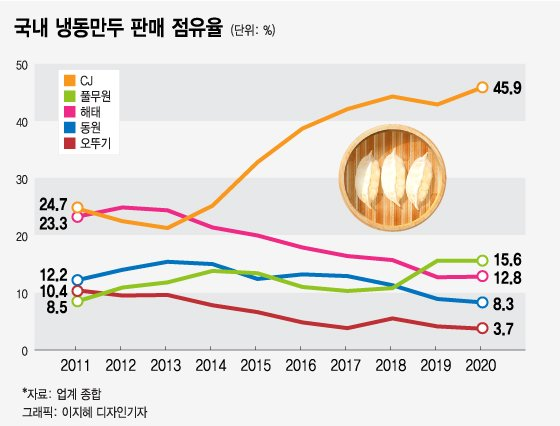 국내 냉동만두 판매 점유율 (단위: %)
50
40
30
20
10
0
CJ
풀무원
해태
동원
오뚜기
24.7
23.3
12.2
10.4
8.5
45.9
15.6
12.8
8.3
3.7
2011 2012 2013 2014 2015 2016 2017 2018 2019 2020
*자료: 업계 종합
그래픽: 이지혜 디자인기자